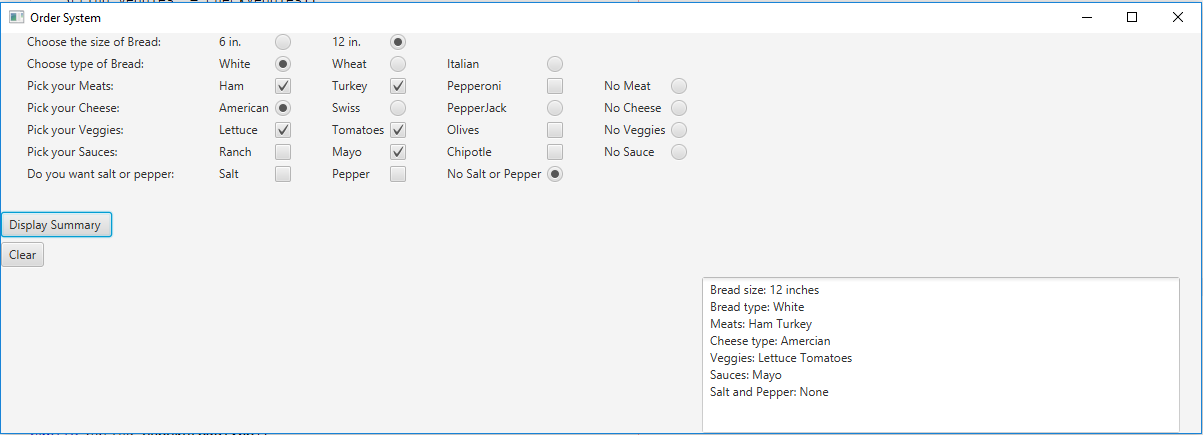 Order System
Choose the size of Bread: 6 in. 12 in.
Choose type of Bread: White Wheat Italian
Pick your Meats: Ham Turkey Pepperoni No Meat
Pick your Cheese: American Swiss PepperJack No Cheese
Pick your Veggies: Lettuce Tomatoes Olives No Veggies
Pick your Sauces: Ranch Mayo Chipotle No Sauce
Do you want salt or pepper: Salt Pepper No Salt or Pepper
Display Summary
Clear
Bread size: 12 inches
Bread type: White
Meats: Ham Turkey
Cheese type: Amercian
Veggies: Lettuce Tomatoes
Sauces: Mayo
Salt and Pepper: None